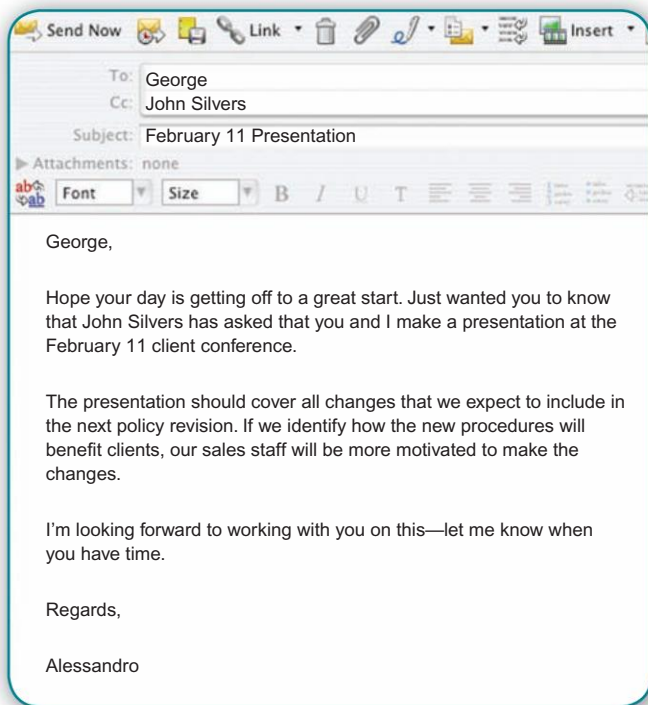 Send Now Link Insert
To: George
Cc: John Silvers
Subject: February 11 Presentation
Attachments: none
abc ab Font Size B I U T
George,
Hope your day is getting off to a great start. Just wanted you to know
that John Silvers has asked that you and I make a presentation at the
February 11 client conference.
The presentation should cover all changes that we expect to include in
the next policy revision. If we identify how the new procedures will
benefit clients, our sales staff will be more motivated to make the
changes.
I’m looking forward to working with you on this—let me know when
you have time.
Regards,
Alessandro